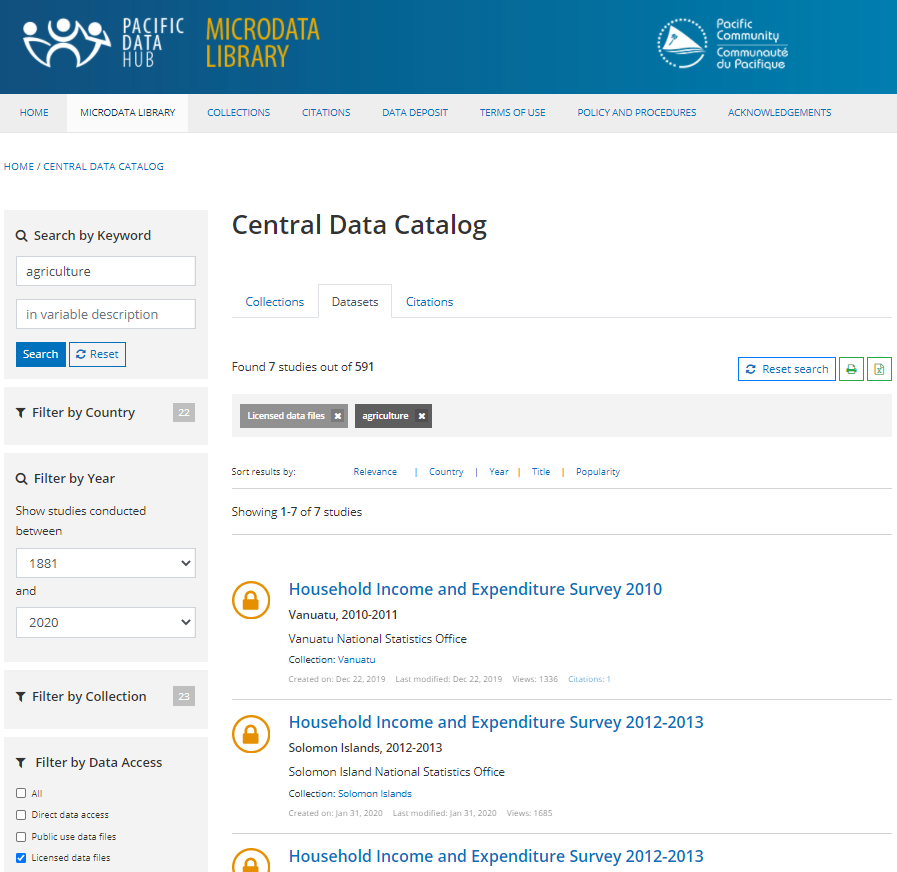 PACIFIC
DATA
HUB
MICRODATA
LIBRARY
Pacific
Community
Communauté
du Pacifique
HOME MICRODATA LIBRARY COLLECTIONS CITATIONS DATA DEPOSIT TERMS OF USE POLICY AND PROCEDURES ACKNOWLEDGEMENTS
HOME / CENTRAL DATA CATALOG
Search by Keyword
agriculture
in variable description
Search Reset
Filter by Country 22
Filter by Year
Show studies conducted
between
1881
and
2020
Filter by Collection 23
Filter by Data Access
All
Direct data access
Public use data files
Licensed data files
Central Data Catalog
Collections Datasets Citations
Found 7 studies out of 591
Reset search
Licensed data files agriculture
Sort results by: Relevance | Country | Year | Title | Popularity
Showing 1-7 of 7 studies
Household Income and Expenditure Survey 2010
Vanuatu, 2010-2011
Vanuatu National Statistics Office
Collection: Vanuatu
Created on: Dec 22, 2019 Last modified: Dec 22, 2019 Views: 1336 Citations: 1
Household Income and Expenditure Survey 2012-2013
Solomon Islands, 2012-2013
Solomon Island National Statistics Office
Collection: Solomon Islands
Created on: Jan 31, 2020 Last modified: Jan 31, 2020 Views: 1685
Household Income and Expenditure Survey 2012-2013